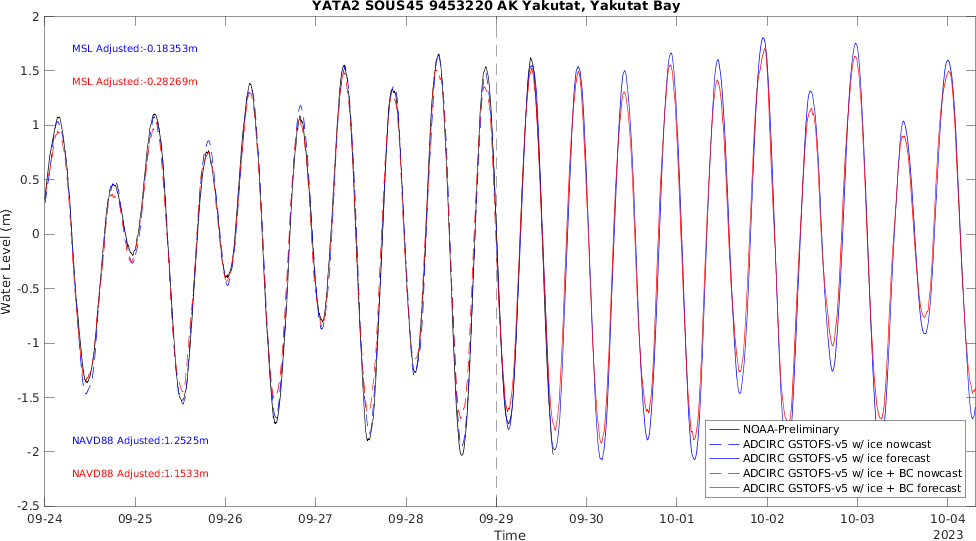 YATA2 SOUS45 9453220 AK Yakutat, Yakutat Bay
2
1.5
1
0.5
0
-0.5
-1
-1.5
-2
-2.5
Water Level (m)
MSL Adjusted:-0.18353m
MSL Adjusted:-0.28269m
NAVD88 Adjusted:1.2525m
NAVD88 Adjusted:1.1533m
NOAA-Preliminary
ADCIRC GSTOFS-v5 w/ ice nowcast
ADCIRC GSTOFS-v5 w/ ice forecast
ADCIRC GSTOFS-v5 w/ ice + BC nowcast
ADCIRC GSTOFS-v5 w/ ice + BC forecast
09-24 09-25 09-26 09-27 09-28 09-29 09-30 10-01 10-02 10-03 10-04
Time
2023